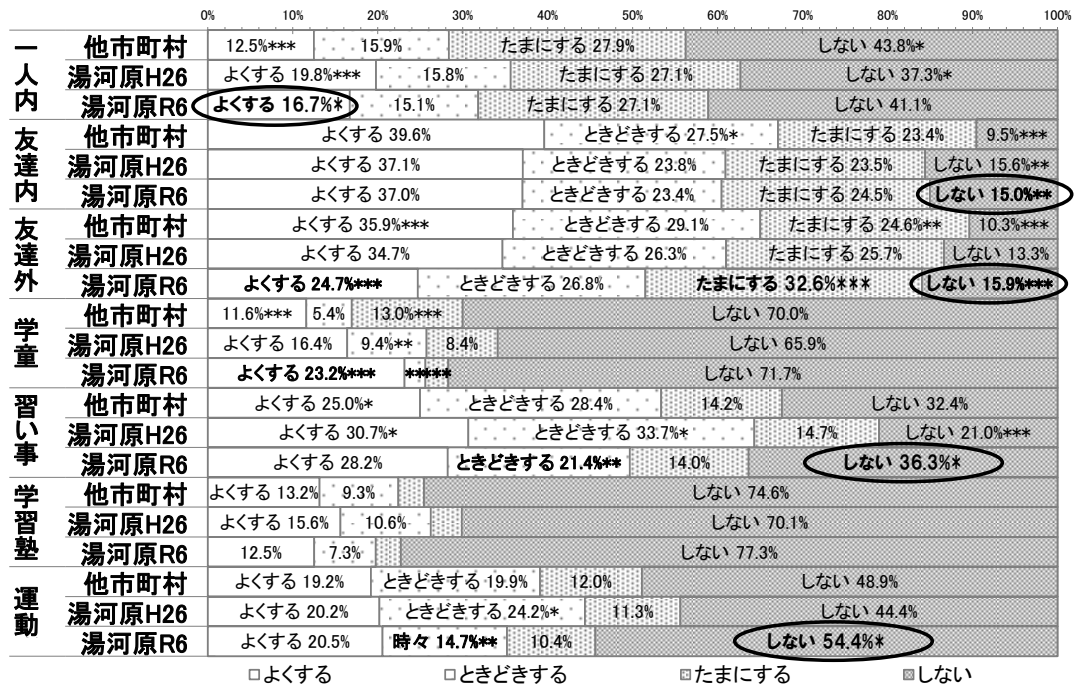 0% 10% 20% 30% 40% 50% 60% 70% 80% 90% 100%
一人内
他市町村 12.5%*** 15.9% たまにする 27.9% しない 43.8%*
湯河原H26 よくする 19.8%*** 15.8% たまにする 27.1% しない 37.3%*
湯河原R6 よくする 16.7%* 15.1% たまにする 27.1% しない 41.1%
友達内
他市町村 よくする 39.6% ときどきする 27.5%* たまにする 23.4% 9.5%***
湯河原H26 よくする 37.1% ときどきする 23.8% たまにする 23.5% しない 15.6%**
湯河原R6 よくする 37.0% ときどきする 23.4% たまにする 24.5% しない 15.0%**
友達外
他市町村 よくする 35.9%*** ときどきする 29.1% たまにする 24.6%** 10.3%***
湯河原H26 よくする 34.7% ときどきする 26.3% たまにする 25.7% しない 13.3%
湯河原R6 よくする 24.7%*** ときどきする 26.8% たまにする 32.6%*** しない 15.9%***
学童
他市町村 11.6%*** 5.4% 13.0%*** しない 70.0%
湯河原H26 よくする 16.4% 9.4%** 8.4% しない 65.9%
湯河原R6 よくする 23.2%*** ***** しない 71.7%
習い事
他市町村 よくする 25.0%* ときどきする 28.4% 14.2% しない 32.4%
湯河原H26 よくする 30.7%* ときどきする 33.7%* 14.7% しない 21.0%***
湯河原R6 よくする 28.2% ときどきする 21.4%** 14.0% しない 36.3%*
学習塾
他市町村 よくする 13.2% 9.3% しない 74.6%
湯河原H26 よくする 15.6% 10.6% しない 70.1%
湯河原R6 12.5% 7.3% しない 77.3%
運動
他市町村 よくする 19.2% ときどきする 19.9% 12.0% しない 48.9%
湯河原H26 よくする 20.2% ときどきする 24.2%* 11.3% しない 44.4%
湯河原R6 よくする 20.5% 時々 14.7%** 10.4% しない 54.4%*
よくする ときどきする たまにする しない